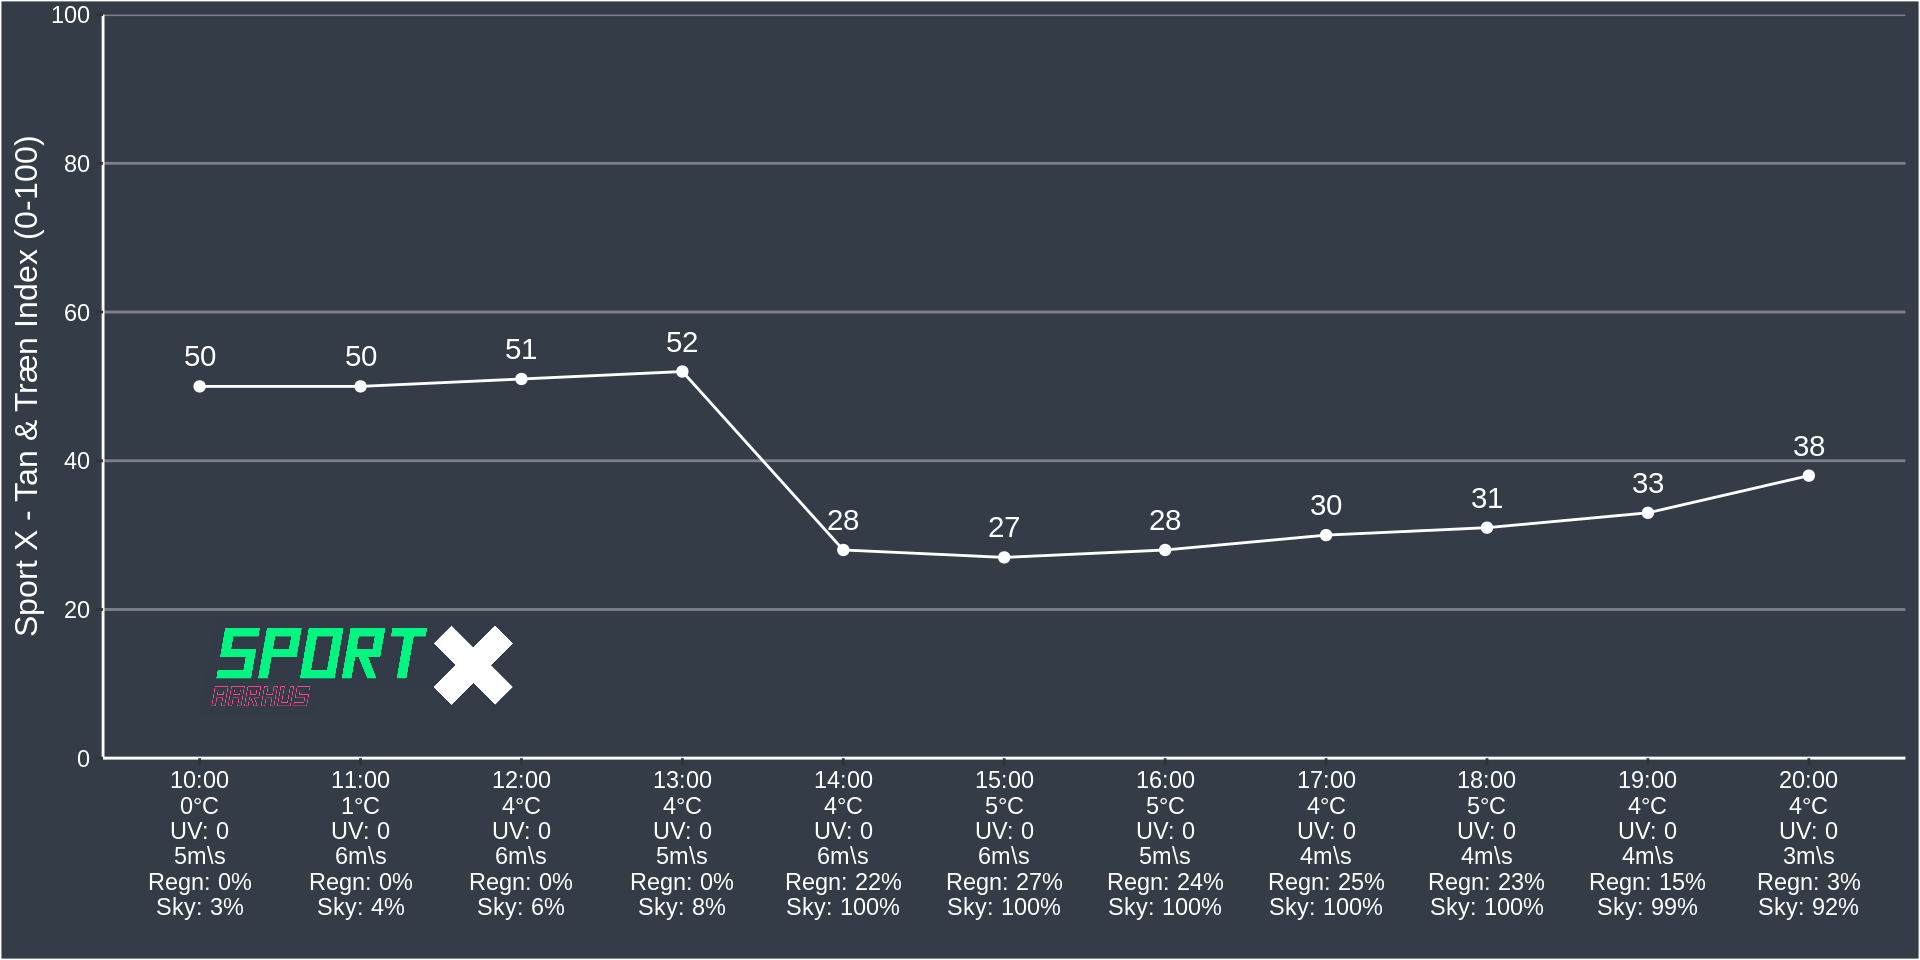 Sport X - Tan & Træn Index (0-100)
100
80
60
40
20
0
50
50
51
52
28
27
28
30
31
33
38
SPORT X
AARHUS
10:00 11:00 12:00 13:00 14:00 15:00 16:00 17:00 18:00 19:00 20:00
0°C 1°C 4°C 4°C 4°C 5°C 5°C 4°C 5°C 4°C 4°C
UV: 0 UV: 0 UV: 0 UV: 0 UV: 0 UV: 0 UV: 0 UV: 0 UV: 0 UV: 0 UV: 0
5m\s 6m\s 6m\s 5m\s 6m\s 6m\s 5m\s 4m\s 4m\s 4m\s 3m\s
Regn: 0% Regn: 0% Regn: 0% Regn: 0% Regn: 22% Regn: 27% Regn: 24% Regn: 25% Regn: 23% Regn: 15% Regn: 3%
Sky: 3% Sky: 4% Sky: 6% Sky: 8% Sky: 100% Sky: 100% Sky: 100% Sky: 100% Sky: 100% Sky: 99% Sky: 92%